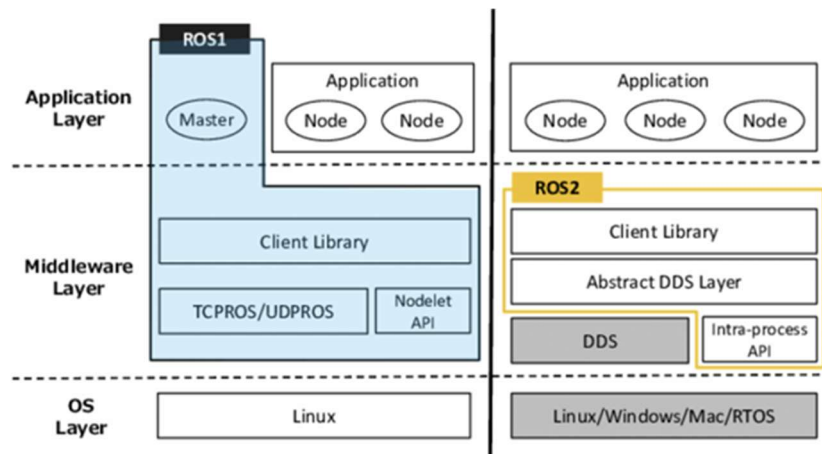 ROS1
Application
Layer
Master
Application
Node
Node
Application
Node
Node
Node
Middleware
Layer
Client Library
TCPROS/UDPROS
Nodelet
API
ROS2
Client Library
Abstract DDS Layer
DDS
Intra-process
API
OS
Layer
Linux
Linux/Windows/Mac/RTOS